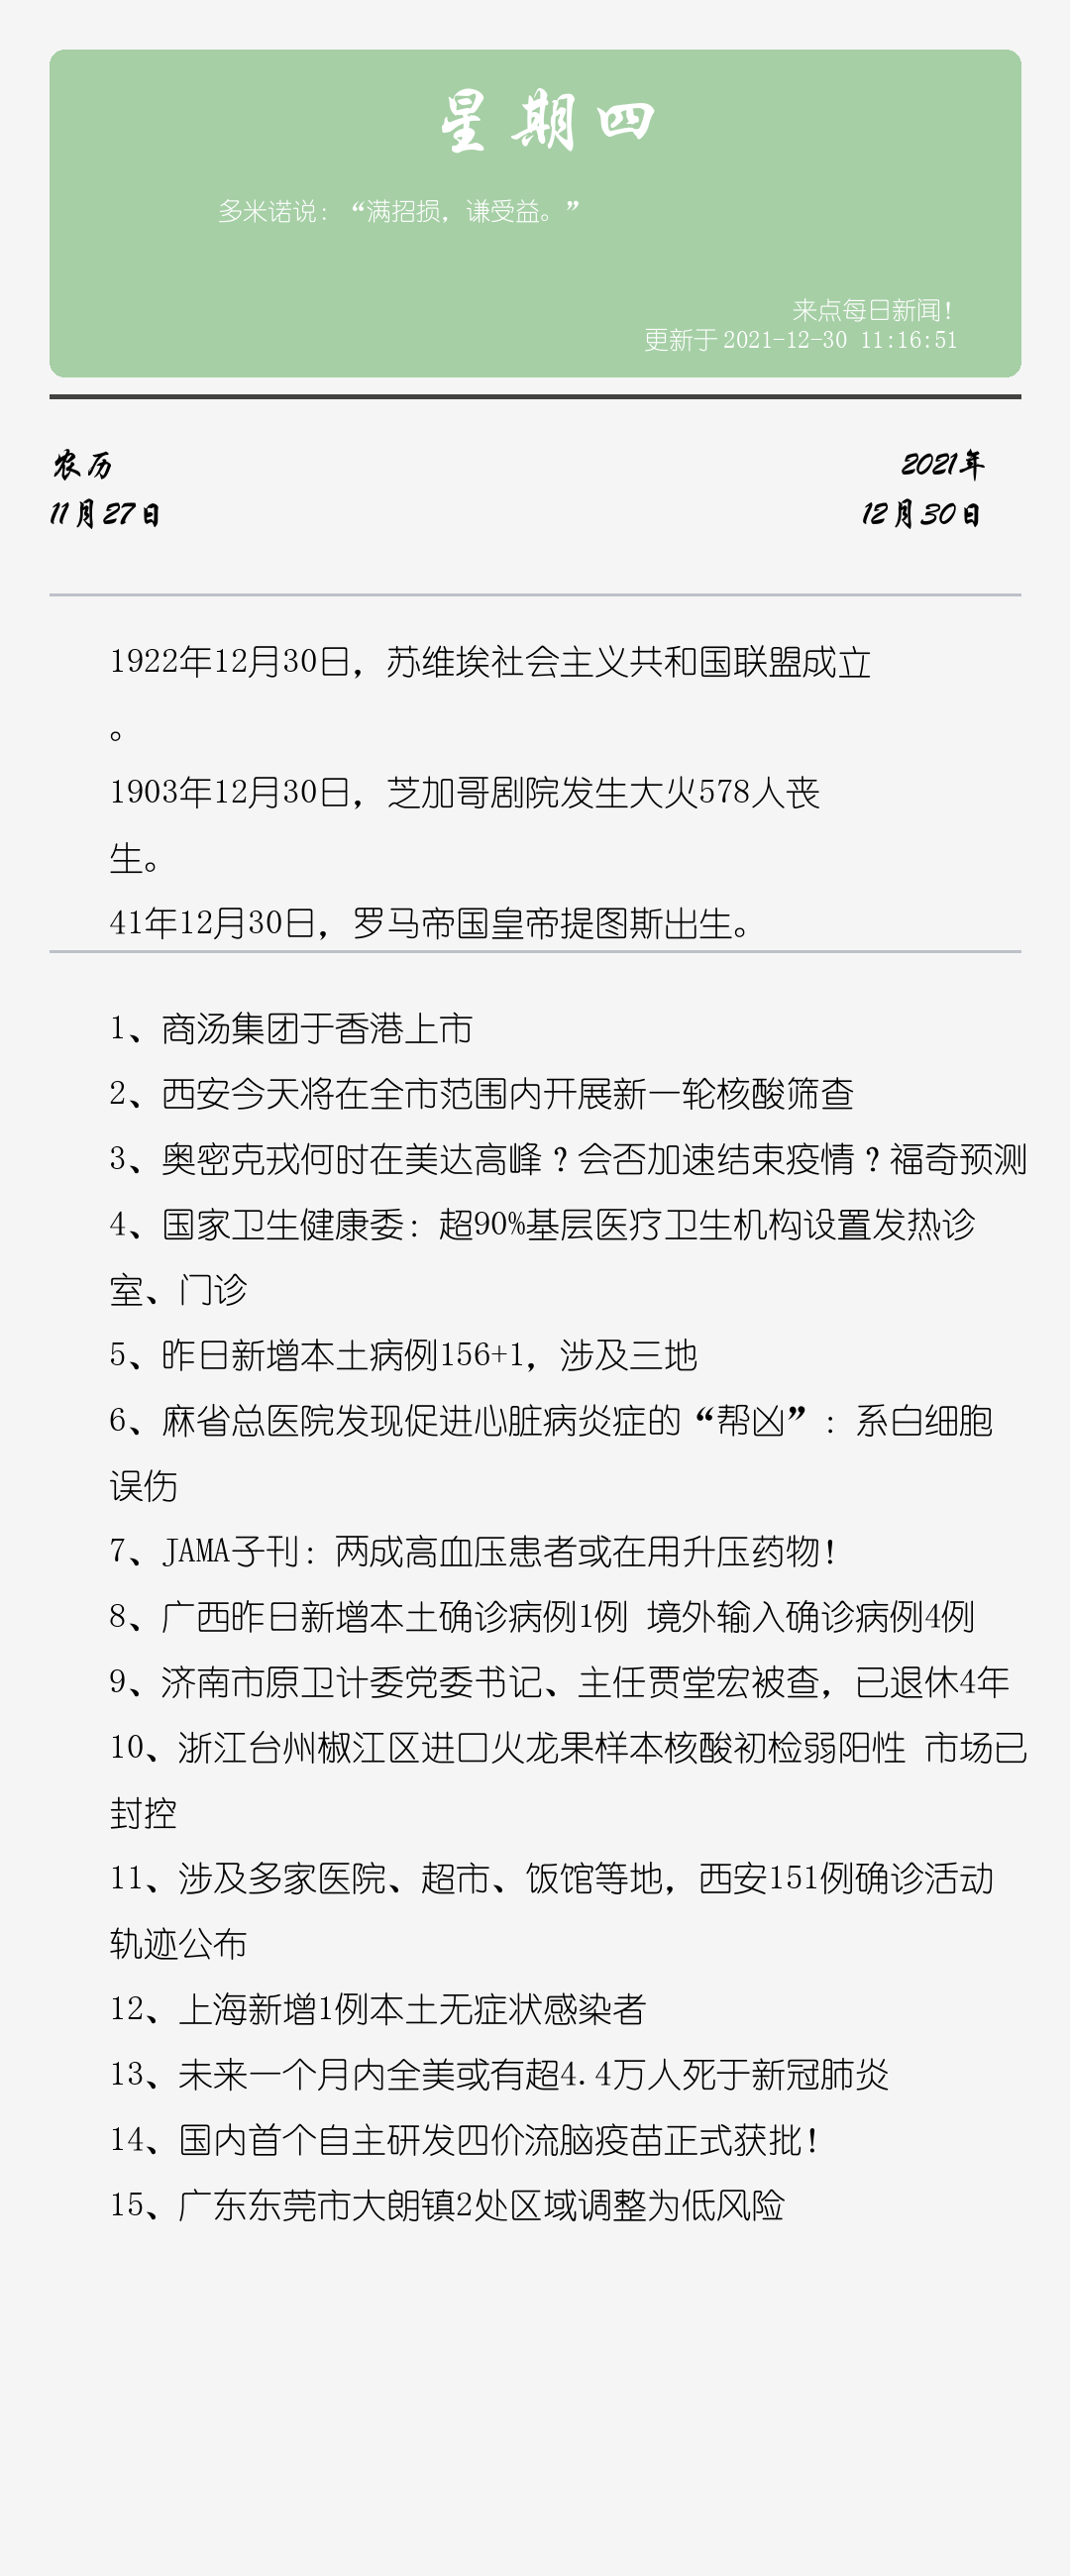 星期四
多米诺说：“满招损，谦受益。”
来点每日新闻！
更新于2021-12-30 11:16:51
农历
2021年
11月27日
12月30日
1922年12月30日，苏维埃社会主义共和国联盟成立
。
1903年12月30日，芝加哥剧院发生大火578人丧
生。
41年12月30日，罗马帝国皇帝提图斯出生。
1、商汤集团于香港上市
2、西安今天将在全市范围内开展新一轮核酸筛查
3、奥密克戎何时在美达高峰？会否加速结束疫情？福奇预测
4、国家卫生健康委：超90%基层医疗卫生机构设置发热诊
室、门诊
5、昨日新增本土病例156+1，涉及三地
6、麻省总医院发现促进心脏病炎症的“帮凶”：系白细胞
误伤
7、JAMA子刊：两成高血压患者或在用升压药物！
8、广西昨日新增本土确诊病例1例 境外输入确诊病例4例
9、济南市原卫计委党委书记、主任贾堂宏被查，已退休4年
10、浙江台州椒江区进口火龙果样本核酸初检弱阳性 市场已
封控
11、涉及多家医院、超市、饭馆等地，西安151例确诊活动
轨迹公布
12、上海新增1例本土无症状感染者
13、未来一个月内全美或有超4.4万人死于新冠肺炎
14、国内首个自主研发四价流脑疫苗正式获批！
15、广东东莞市大朗镇2处区域调整为低风险